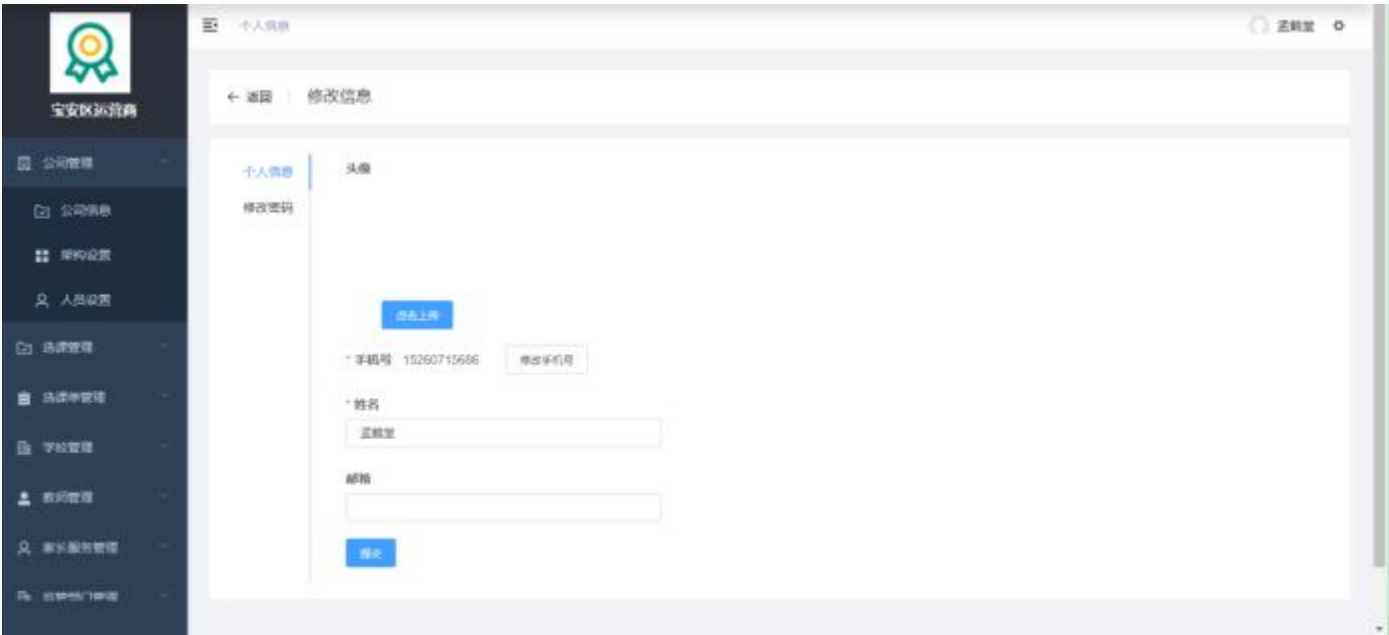 个人信息
宝安区运营商
← 返回 修改信息
公司管理
公司信息
架构设置
人员设置
选课管理
选课单管理
学校管理
教师管理
家长服务管理
个人信息
修改密码
头像
点击上传
* 手机号 15260715686 修改手机号
* 姓名
邮箱
提交